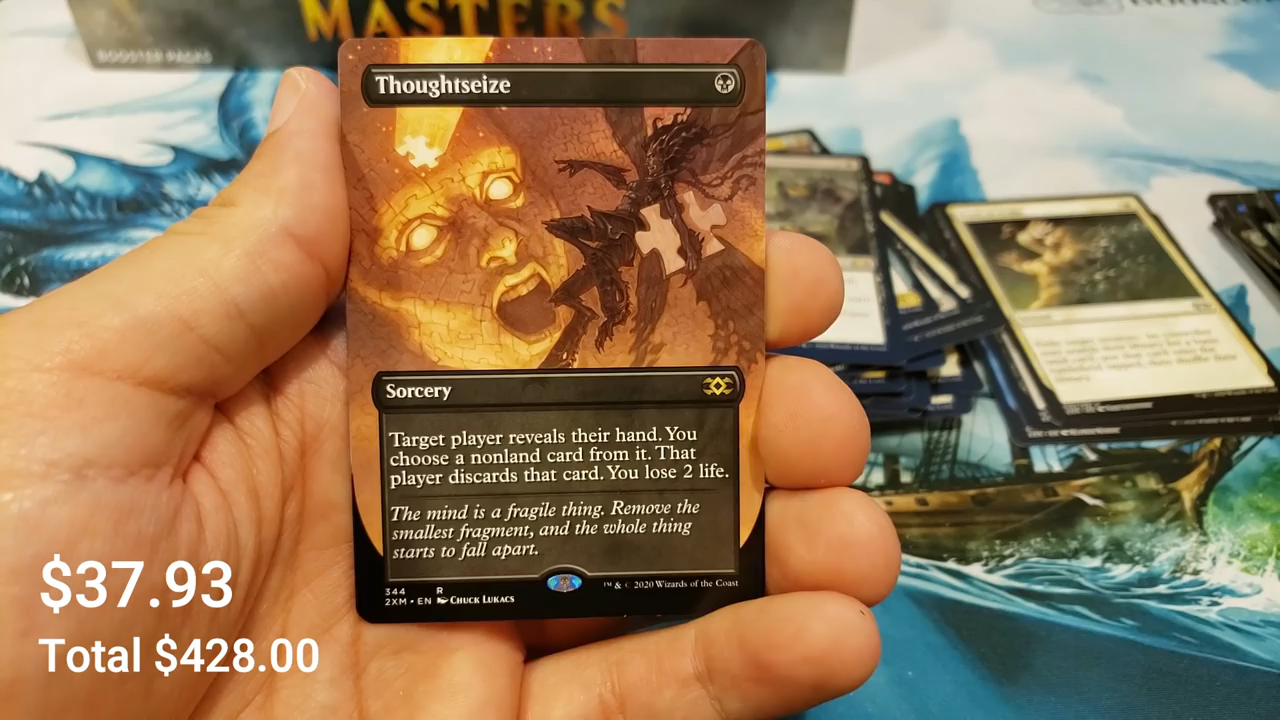 MASTERS
BOOSTER PACKS
Thoughtseize
Sorcery
Target player reveals their hand. You
choose a nonland card from it. That
player discards that card. You lose 2 life.
The mind is a fragile thing. Remove the
smallest fragment, and the whole thing
starts to fall apart.
344 R
2XM • EN CHUCK LUKACS
™ & © 2020 Wizards of the Coast
$37.93
Total $428.00